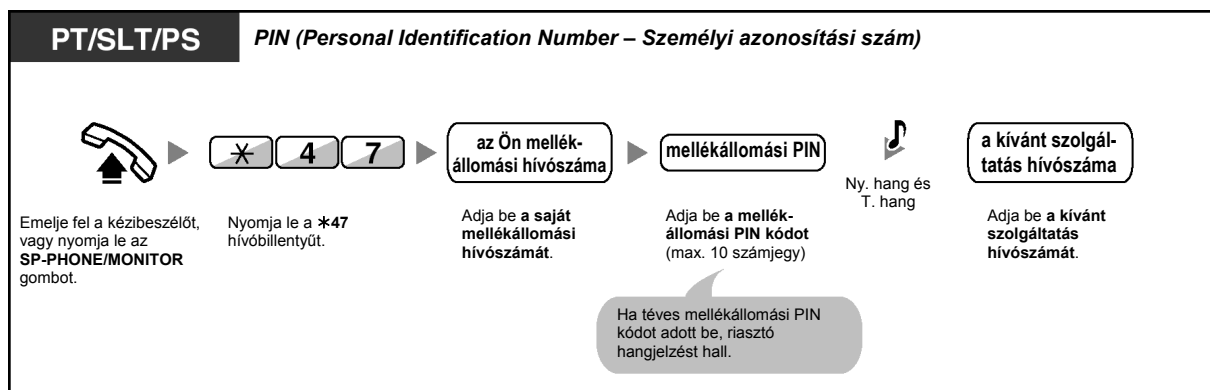 PT/SLT/PS
PIN (Personal Identification Number – Személyi azonosítási szám)
∗ 4 7
az Ön mellék-
állomási hívószáma
mellékállomási PIN
a kívánt szolgál-
tatás hívószáma
Emelje fel a kézibeszélőt,
vagy nyomja le az
SP-PHONE/MONITOR
gombot.
Nyomja le a ∗47
hívóbillentyűt.
Adja be a saját
mellékállomási
hívószámát.
Adja be a mellék-
állomási PIN kódot
(max. 10 számjegy)
Ny. hang és
T. hang
Adja be a kívánt
szolgáltatás
hívószámát.
Ha téves mellékállomási PIN
kódot adott be, riasztó
hangjelzést hall.